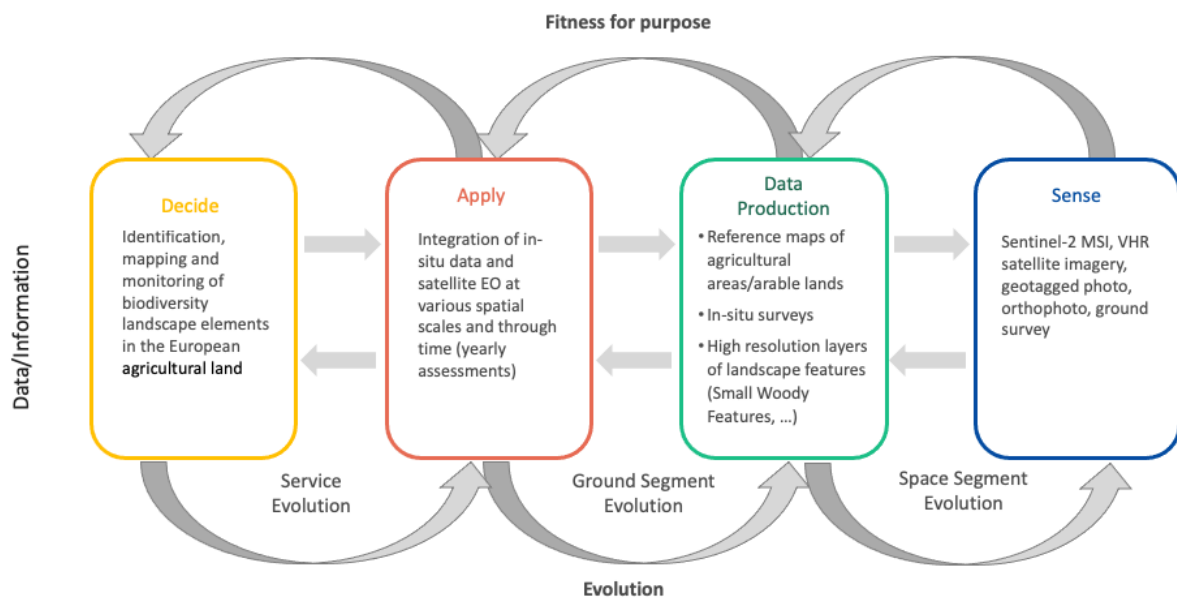 Fitness for purpose
Data/Information
Decide
Identification,
mapping and
monitoring of
biodiversity
landscape elements
in the European
agricultural land
Apply
Integration of in-
situ data and
satellite EO at
various spatial
scales and through
time (yearly
assessments)
Data
Production
• Reference maps of
agricultural
areas/arable lands
• In-situ surveys
• High resolution layers
of landscape features
(Small Woody
Features, ...)
Sense
Sentinel-2 MSI, VHR
satellite imagery,
geotagged photo,
orthophoto, ground
survey
Service
Evolution
Ground Segment
Evolution
Space Segment
Evolution
Evolution